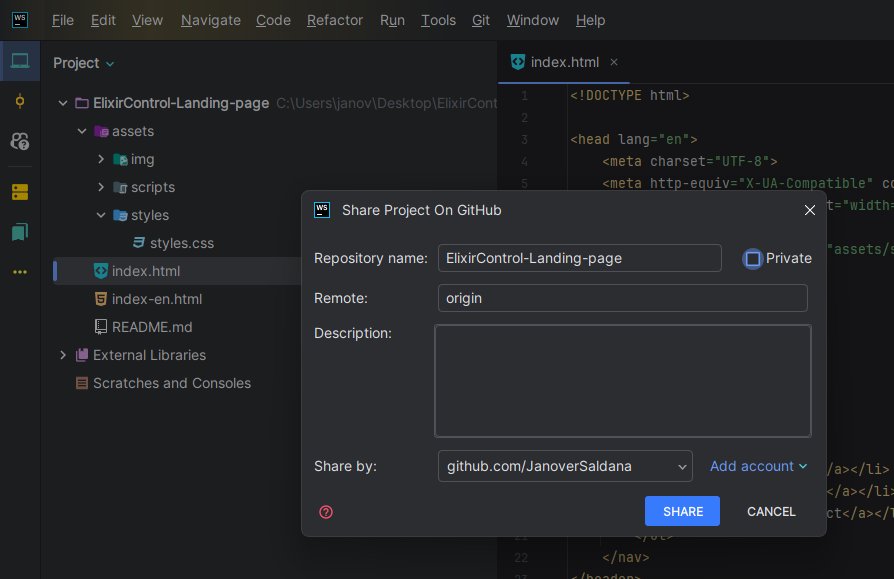 WS File Edit View Navigate Code Refactor Run Tools Git Window Help
Project
ElixirControl-Landing-page C:\Users\janov\Desktop\ElixirCont
assets
img
scripts
styles
styles.css
index.html
index-en.html
README.md
External Libraries
Scratches and Consoles
index.html
1 <!DOCTYPE html>
2
3 <head lang="en">
4 <meta charset="UTF-8">
5 <meta http-equiv="X-UA-Compatible" co
t="width=
"assets/s
WS Share Project On GitHub
Repository name: ElixirControl-Landing-page Private
Remote: origin
Description:
Share by: github.com/JanoverSaldana Add account
SHARE CANCEL
/a></li>
</a></li>
ct</a></l
22 </nav>
</header>